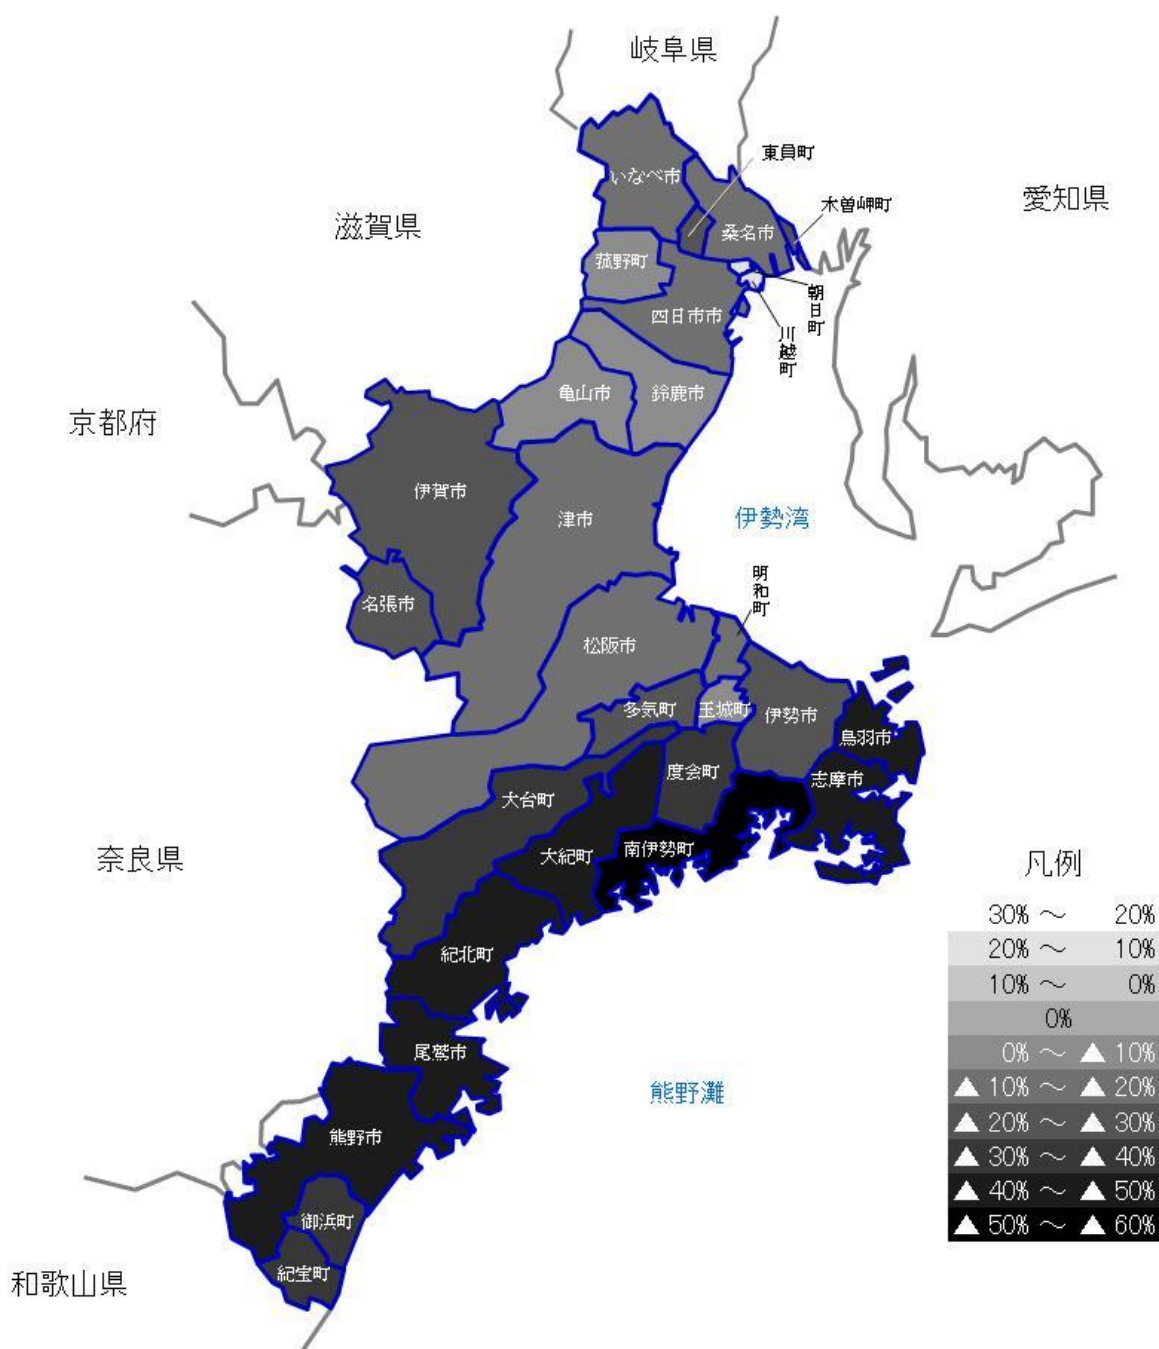 岐阜県
東員町
いなべ市
愛知県
木曽岬町
滋賀県
桑名市
菰野町
朝日町
四日市市
川越町
亀山市
鈴鹿市
京都府
伊賀市
津市
伊勢湾
明和町
名張市
松阪市
多気町
玉城町
伊勢市
鳥羽市
度会町
志摩市
大台町
南伊勢町
大紀町
奈良県
紀北町
尾鷲市
熊野灘
熊野市
御浜町
紀宝町
和歌山県
凡例
30% ～ 20%
20% ～ 10%
10% ～ 0%
0%
0% ～ ▲ 10%
▲ 10% ～ ▲ 20%
▲ 20% ～ ▲ 30%
▲ 30% ～ ▲ 40%
▲ 40% ～ ▲ 50%
▲ 50% ～ ▲ 60%